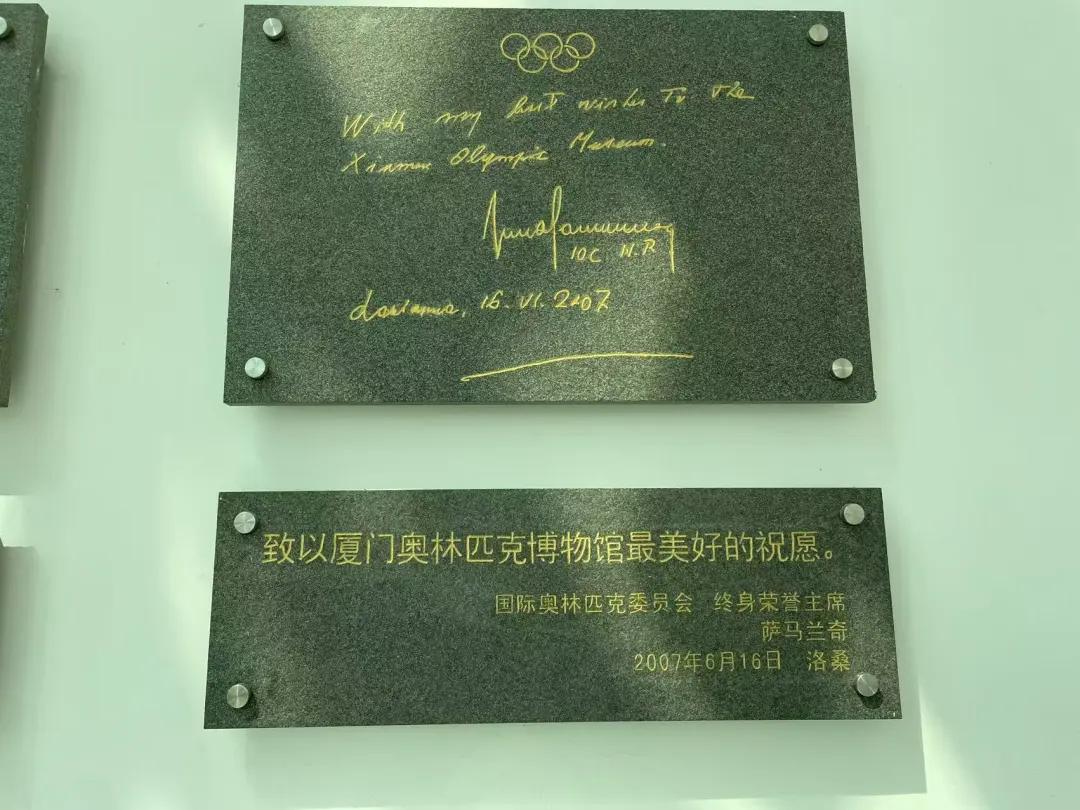 With my best wishes to the
Xiamen Olympic Museum.
IOC H.P
Lausanne, 16. VI. 2007
致以厦门奥林匹克博物馆最美好的祝愿。
国际奥林匹克委员会 终身荣誉主席
萨马兰奇
2007年6月16日 洛桑